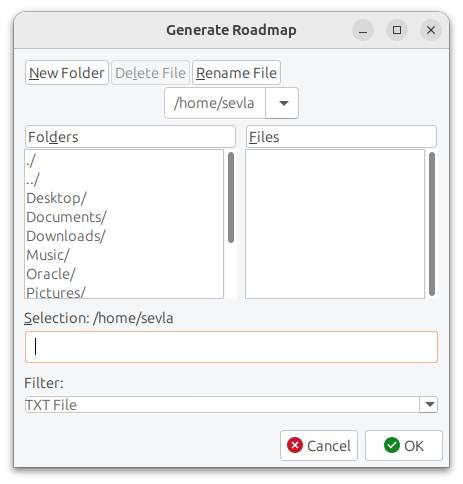 Generate Roadmap
New Folder Delete File Rename File
/home/sevla
Folders Files
./
../
Desktop/
Documents/
Downloads/
Music/
Oracle/
Pictures/
Selection: /home/sevla
Filter:
TXT File
Cancel OK